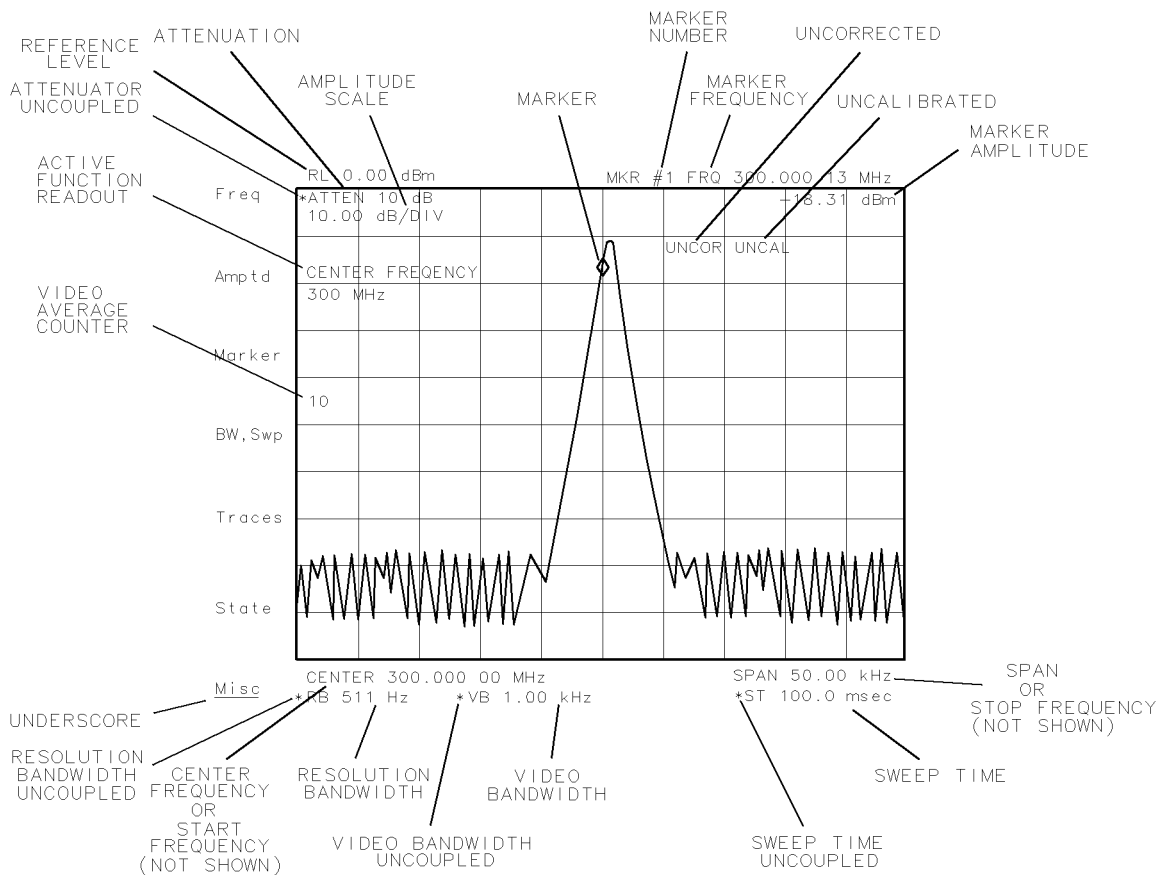 REFERENCE
LEVEL
ATTENUATION
ATTENUATOR
UNCOUPLED
AMPLITUDE
SCALE
MARKER
MARKER
NUMBER
MARKER
FREQUENCY
UNCORRECTED
UNCALIBRATED
MARKER
AMPLITUDE
ACTIVE
FUNCTION
READOUT
VIDEO
AVERAGE
COUNTER
RL 0.00 dBm
MKR #1 FRQ 300.000 13 MHz
*ATTEN 10 dB
-18.31 dBm
10.00 dB/DIV
UNCOR UNCAL
CENTER FREQENCY
300 MHz
10
Freq
Amptd
Marker
BW,Swp
Traces
State
Misc
CENTER 300.000 00 MHz
SPAN 50.00 kHz
*RB 511 Hz
*VB 1.00 kHz
*ST 100.0 msec
SPAN
OR
STOP FREQUENCY
(NOT SHOWN)
UNDERSCORE
RESOLUTION
BANDWIDTH
UNCOUPLED
CENTER
FREQUENCY
OR
START
FREQUENCY
(NOT SHOWN)
RESOLUTION
BANDWIDTH
VIDEO
BANDWIDTH
SWEEP TIME
VIDEO BANDWIDTH
UNCOUPLED
SWEEP TIME
UNCOUPLED